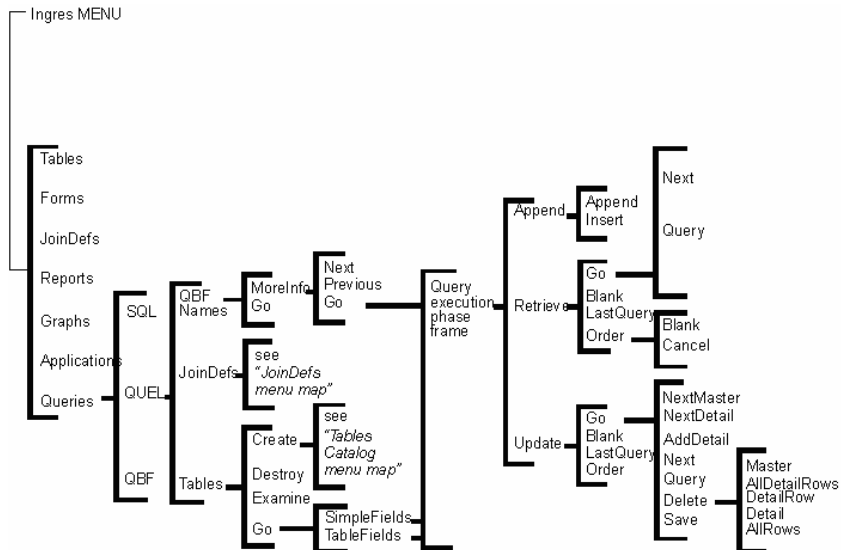 Ingres MENU
Tables
Forms
JoinDefs
Reports
Graphs
Applications
Queries
SQL
QUEL
QBF
QBF
Names
JoinDefs
Tables
MoreInfo
Go
see
“JoinDefs
menu map”
Create
Destroy
Examine
Go
Next
Previous
Go
see
“Tables
Catalog
menu map”
SimpleFields
TableFields
Query
execution
phase
frame
Append
Retrieve
Update
Append
Insert
Go
Blank
LastQuery
Order
Go
Blank
LastQuery
Order
Next
Query
Blank
Cancel
NextMaster
NextDetail
AddDetail
Next
Query
Delete
Save
Master
AllDetailRows
DetailRow
Detail
AllRows